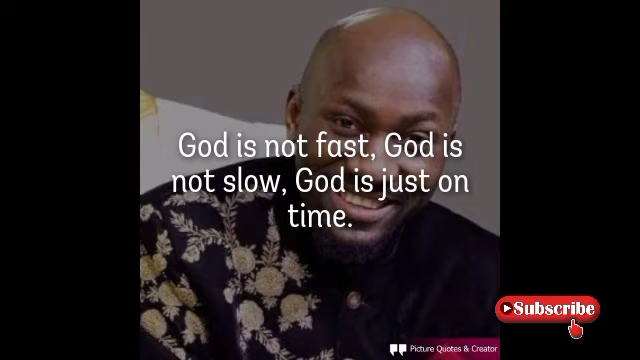 God is not fast, God is
not slow, God is just on
time.
Subscribe
Picture Quotes & Creator